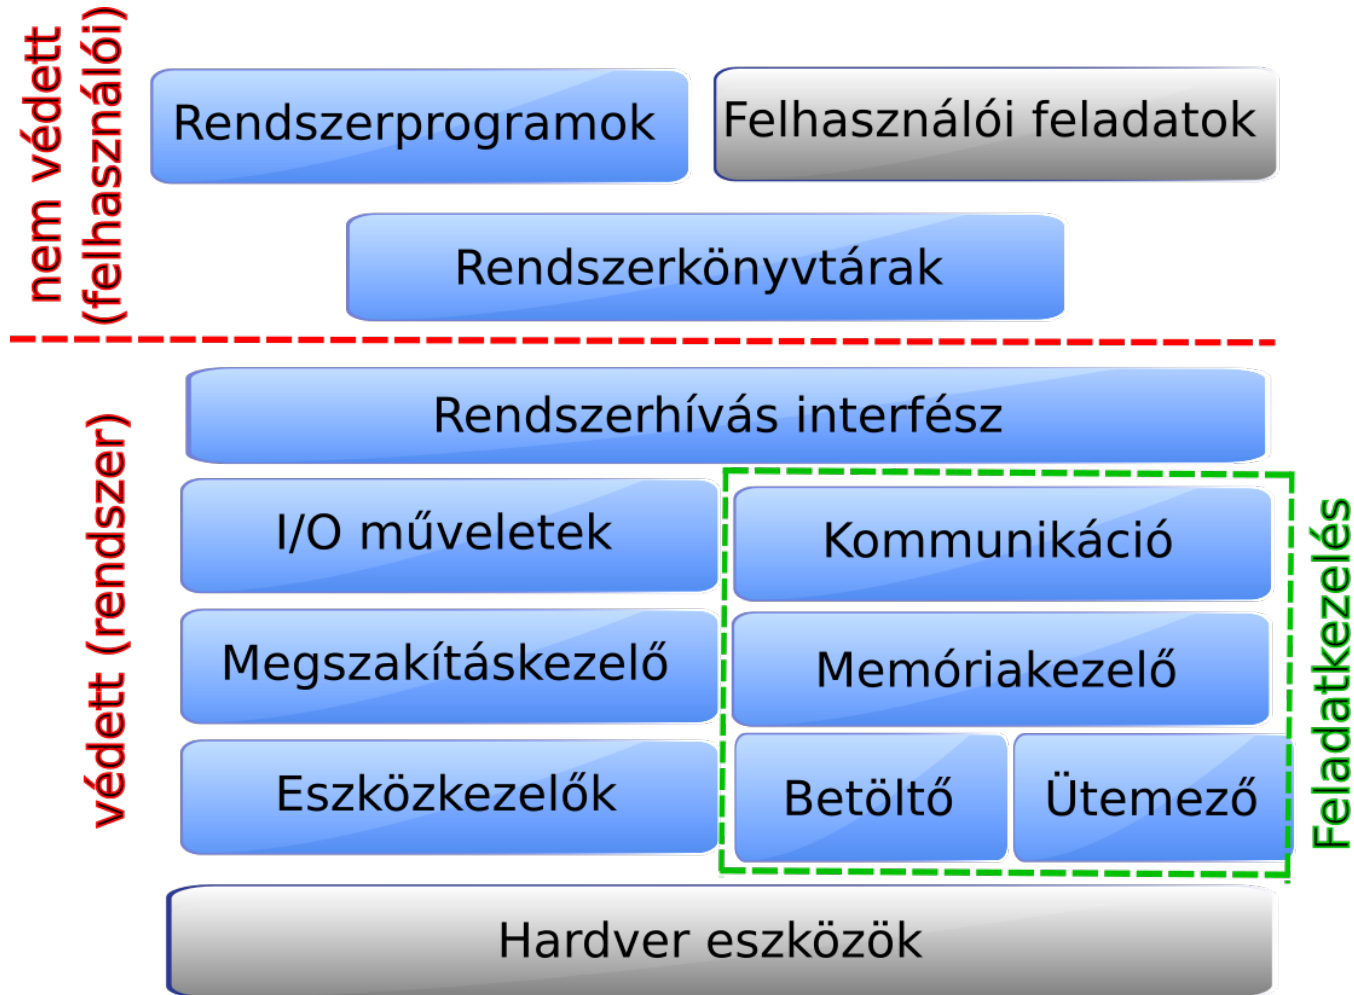 nem védett
(felhasználói)
Rendszerprogramok
Felhasználói feladatok
Rendszerkönyvtárak
védett (rendszer)
Rendszerhívás interfész
I/O műveletek
Kommunikáció
Megszakításkezelő
Memóriakezelő
Eszközkezelők
Betöltő
Ütemező
Feladatkezelés
Hardver eszközök